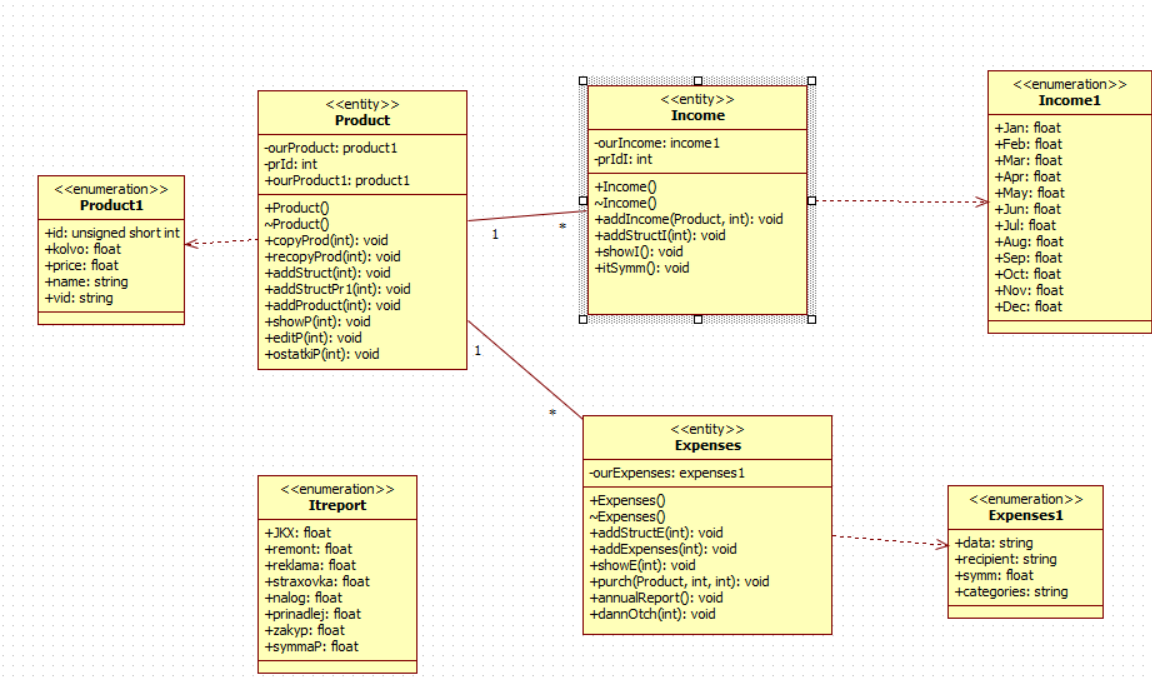 <<enumeration>>
Product1
+id: unsigned short int
+kolvo: float
+price: float
+name: string
+vid: string
<<entity>>
Product
-ourProduct: product1
-prId: int
+ourProduct1: product1
+Product()
~Product()
+copyProd(int): void
+recopyProd(int): void
+addStruct(int): void
+addStructPr1(int): void
+addProduct(int): void
+showP(int): void
+editP(int): void
+ostatkiP(int): void
1
*
<<entity>>
Income
-ourIncome: income1
-prIdI: int
+Income()
~Income()
+addIncome(Product, int): void
+addStructI(int): void
+showI(): void
+itSymm(): void
<<enumeration>>
Income1
+Jan: float
+Feb: float
+Mar: float
+Apr: float
+May: float
+Jun: float
+Jul: float
+Aug: float
+Sep: float
+Oct: float
+Nov: float
+Dec: float
1
*
<<enumeration>>
Itreport
+JKX: float
+remont: float
+reklama: float
+straxovka: float
+nalog: float
+prinadlej: float
+zakyp: float
+symmaP: float
<<entity>>
Expenses
-ourExpenses: expenses1
+Expenses()
~Expenses()
+addStructE(int): void
+addExpenses(int): void
+showE(int): void
+purch(Product, int, int): void
+annualReport(): void
+dannOtch(int): void
<<enumeration>>
Expenses1
+data: string
+recipient: string
+symm: float
+categories: string